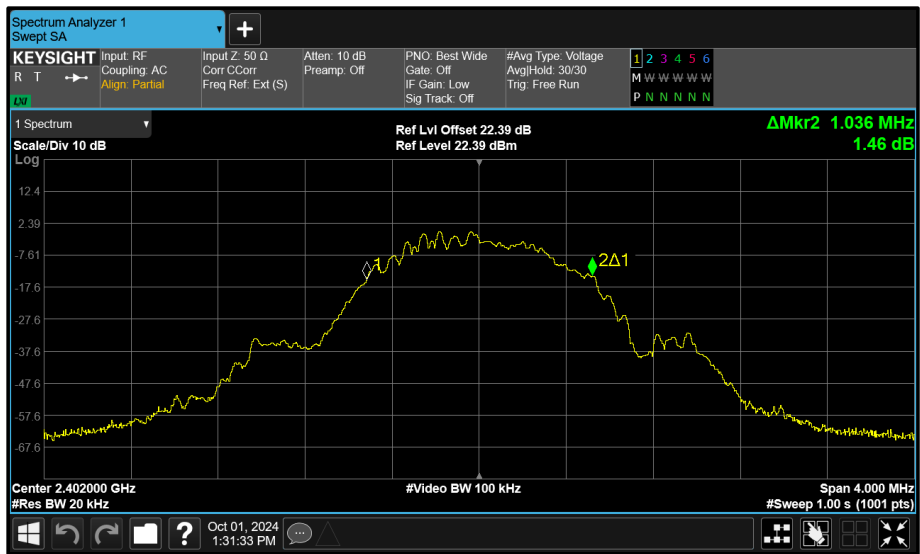 Spectrum Analyzer 1
Swept SA
+
KEYSIGHT
R T
LXI
Input: RF
Coupling: AC
Align: Partial
Input Z: 50 Ω
Corr CCorr
Freq Ref: Ext (S)
Atten: 10 dB
Preamp: Off
PNO: Best Wide
Gate: Off
IF Gain: Low
Sig Track: Off
#Avg Type: Voltage
Avg|Hold: 30/30
Trig: Free Run
1 2 3 4 5 6
M W W W W W
P N N N N N
1 Spectrum
Scale/Div 10 dB
Ref Lvl Offset 22.39 dB
Ref Level 22.39 dBm
ΔMkr2 1.036 MHz
1.46 dB
Log
12.4
2.39
-7.61
-17.6
-27.6
-37.6
-47.6
-57.6
-67.6
1
2Δ1
Center 2.402000 GHz
#Res BW 20 kHz
#Video BW 100 kHz
Span 4.000 MHz
#Sweep 1.00 s (1001 pts)
?
Oct 01, 2024
1:31:33 PM